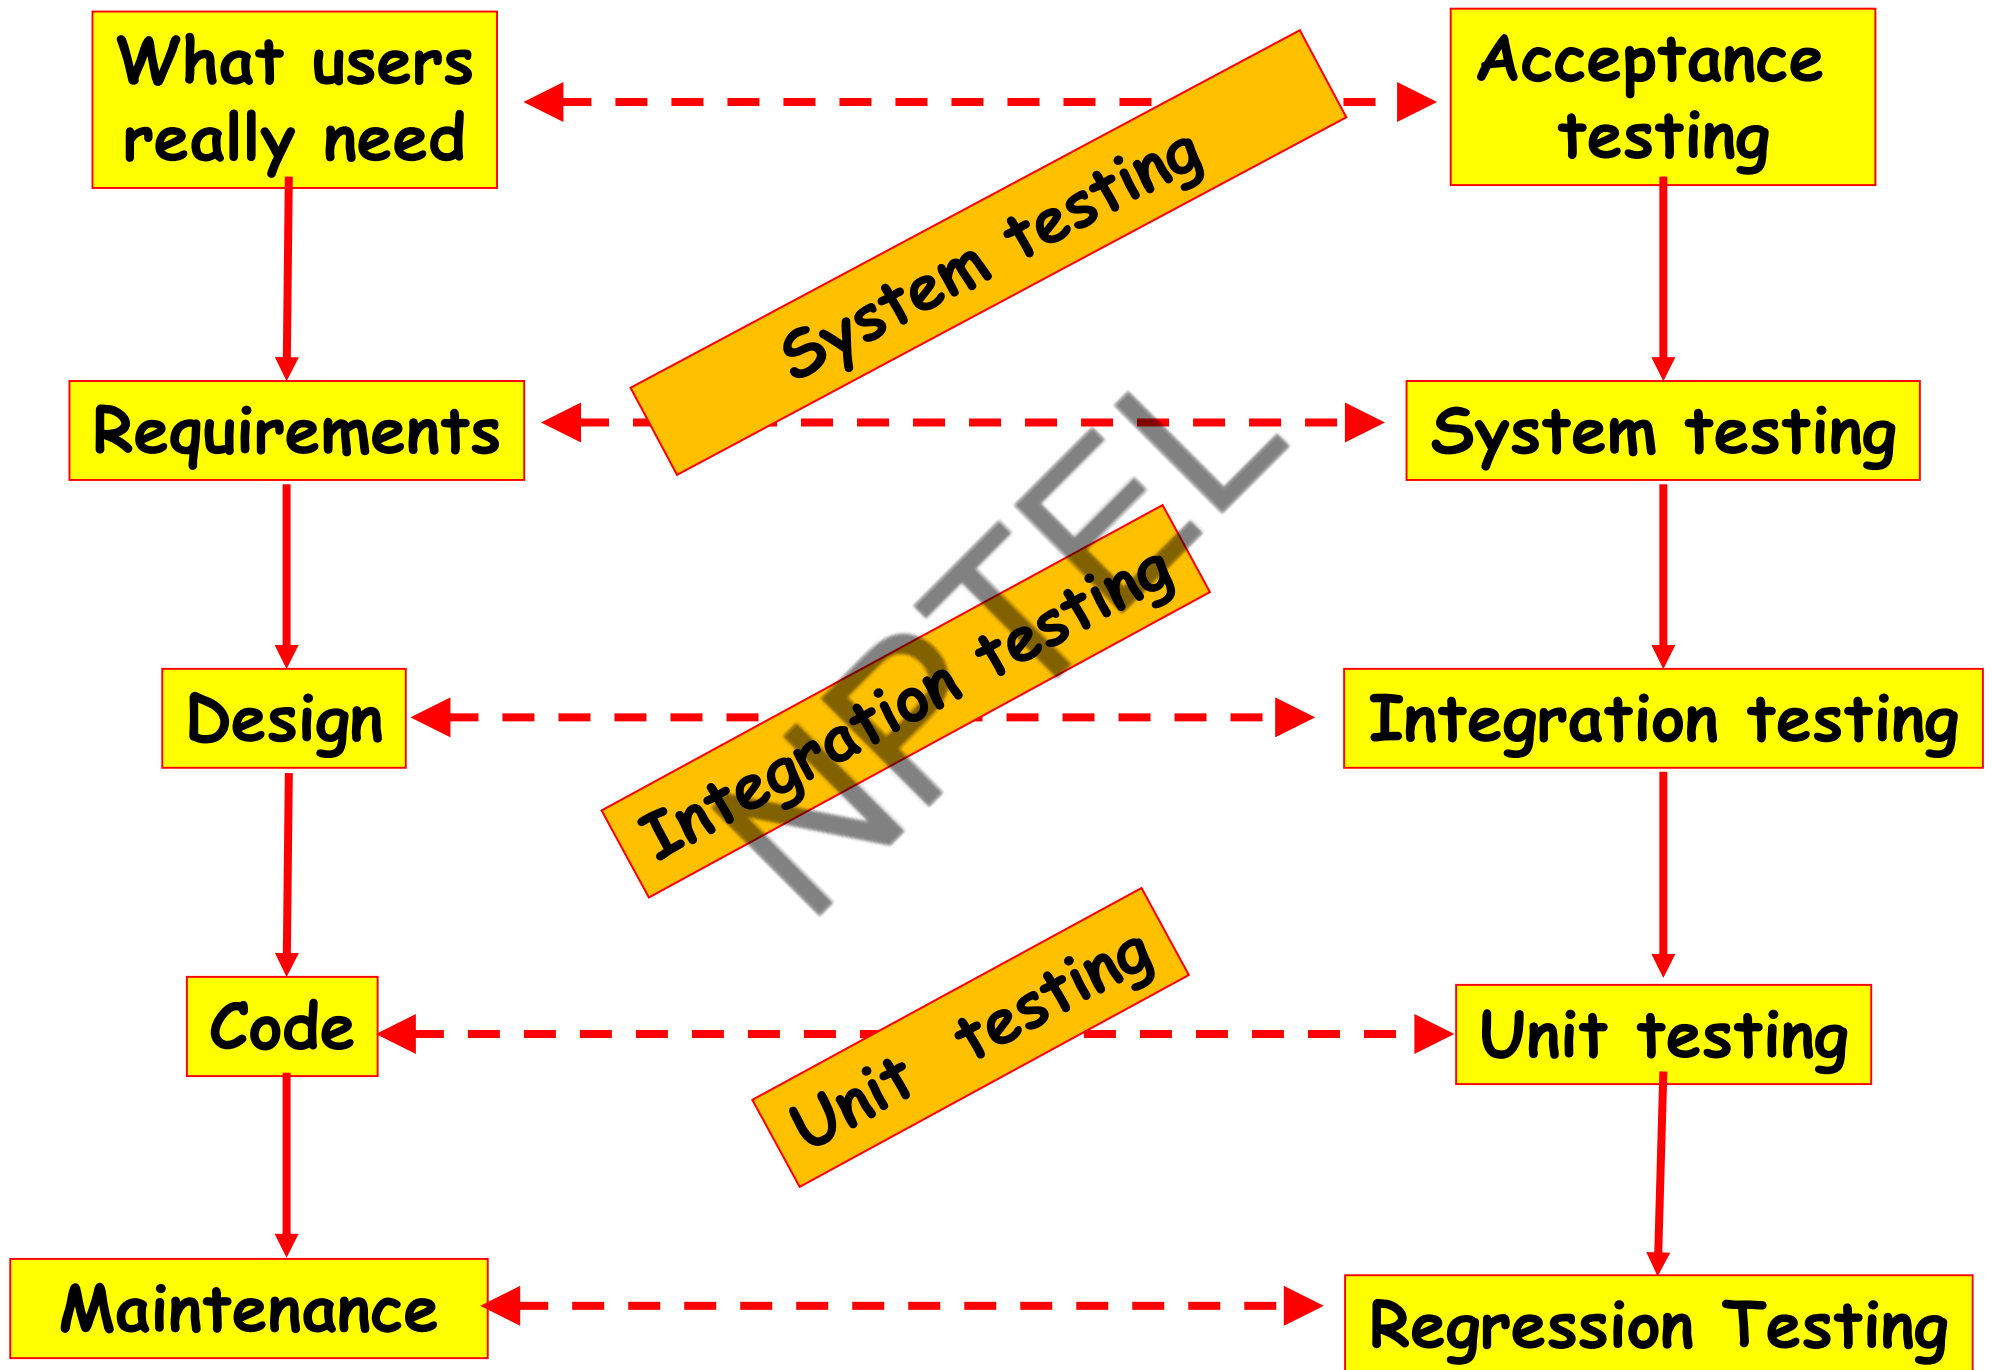 What users
really need
Acceptance
testing
System testing
Requirements
System testing
NPTEL
Integration testing
Design
Integration testing
Unit testing
Code
Unit testing
Maintenance
Regression Testing